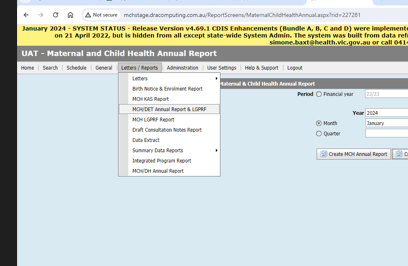 Not secure mchstage.dracomputing.com.au/ReportScreens/MaternalChildHealthAnnual.aspx?rid=227281
January 2024 - SYSTEM STATUS - Release Version v4.69.1 CDIS Enhancements (Bundle A, B, C and D) were implemente
on 21 April 2022, but is hidden from all except state-wide System Admin. The system was built from data ref
simone.baxt@health.vic.gov.au or call 041
UAT - Maternal and Child Health Annual Report
Home | Search | Schedule | General | Letters / Reports | Administration | User Settings | Help & Support | Logout
Letters
Birth Notice & Enrolment Report
MCH KAS Report
MCH/DET Annual Report & LGPRF
MCH LGPRF Report
Draft Consultation Notes Report
Data Extract
Summary Data Reports
Integrated Program Report
MCH/DH Annual Report
Maternal & Child Health Annual Report
Period Financial year 22/23
Year 2024
Month January
Quarter
Create MCH Annual Report